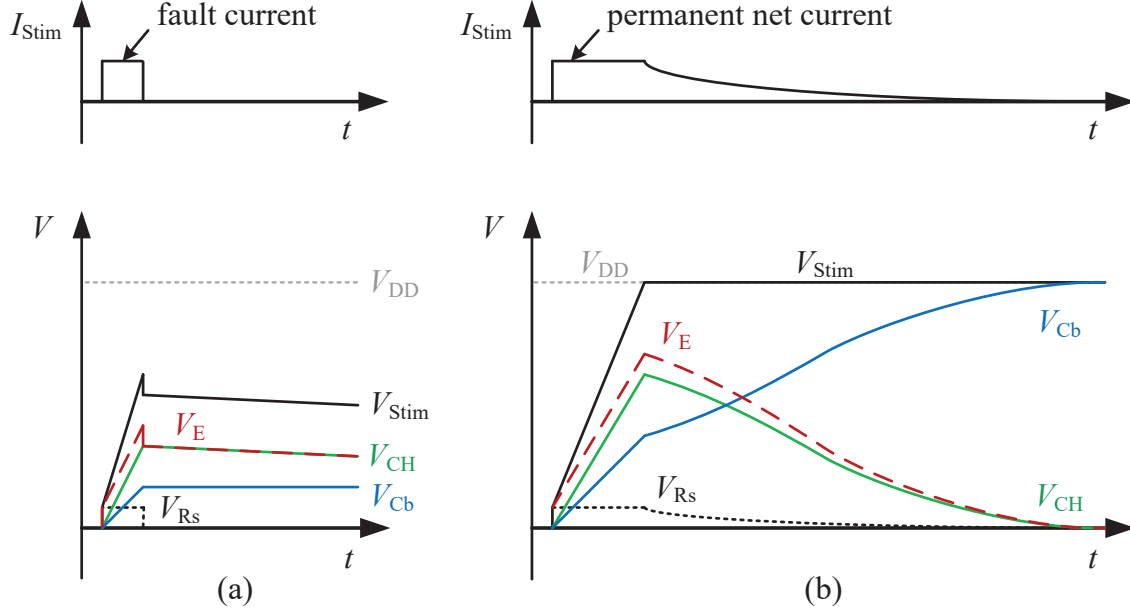 fault current
I_Stim
t
V
V_DD
V_Stim
V_E
V_CH
V_Cb
V_Rs
t
(a)
permanent net current
I_Stim
t
V
V_DD
V_Stim
V_Cb
V_E
V_Rs
V_CH
t
(b)